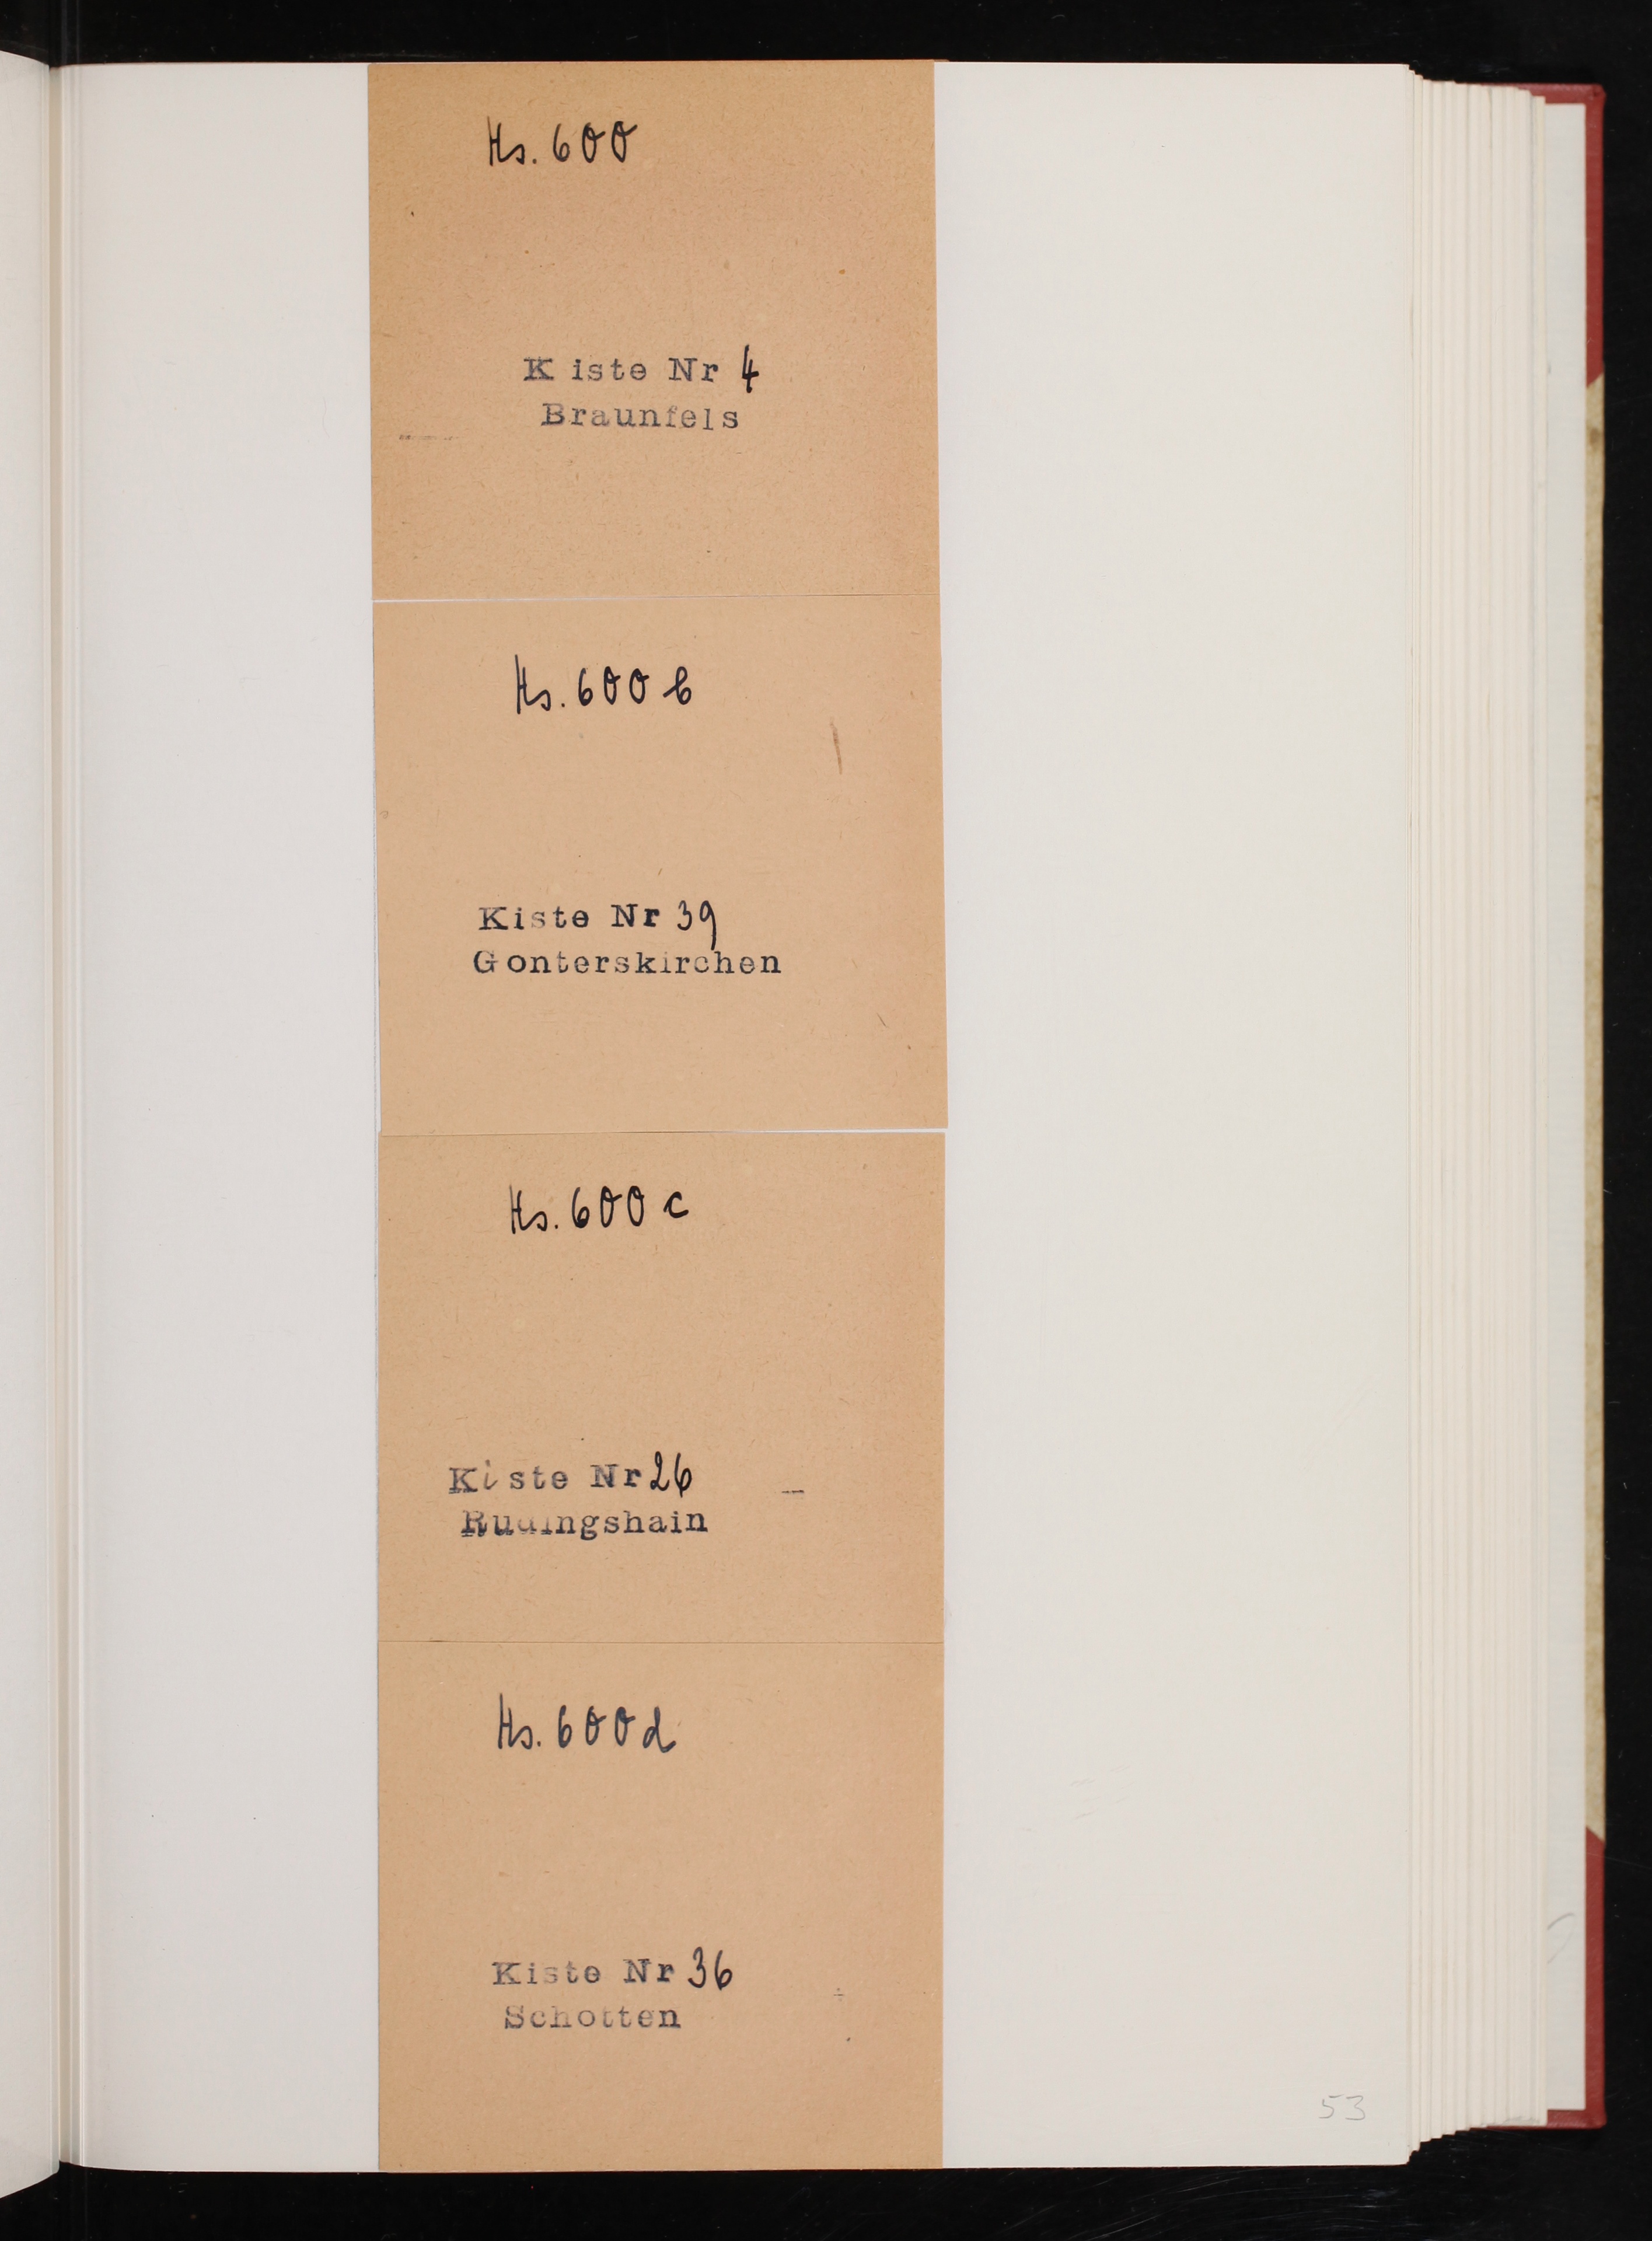 Hs. 600
Kiste Nr 4
Braunfels
Hs. 600 b
Kiste Nr 39
Gonterskirchen
Hs. 600 c
Kiste Nr 26
Rudingshain
Hs. 600 d
Kiste Nr 36
Schotten
53